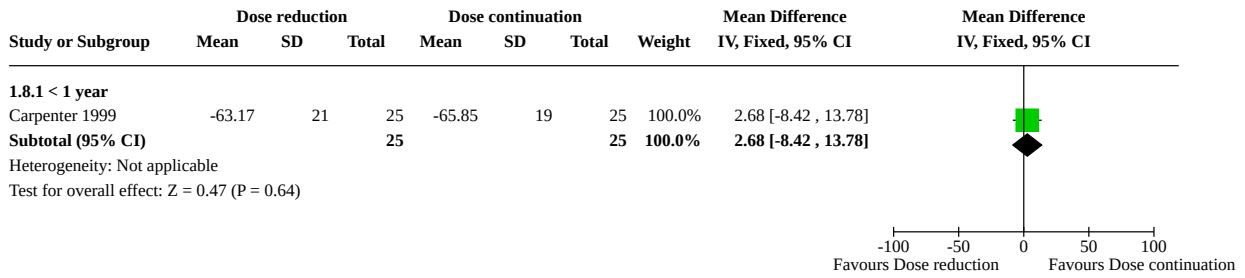 Dose reduction Dose continuation Mean Difference Mean Difference
Study or Subgroup Mean SD Total Mean SD Total Weight IV, Fixed, 95% CI IV, Fixed, 95% CI
1.8.1 < 1 year
Carpenter 1999 -63.17 21 25 -65.85 19 25 100.0% 2.68 [-8.42 , 13.78]
Subtotal (95% CI) 25 25 100.0% 2.68 [-8.42 , 13.78]
Heterogeneity: Not applicable
Test for overall effect: Z = 0.47 (P = 0.64)
-100 -50 0 50 100
Favours Dose reduction Favours Dose continuation